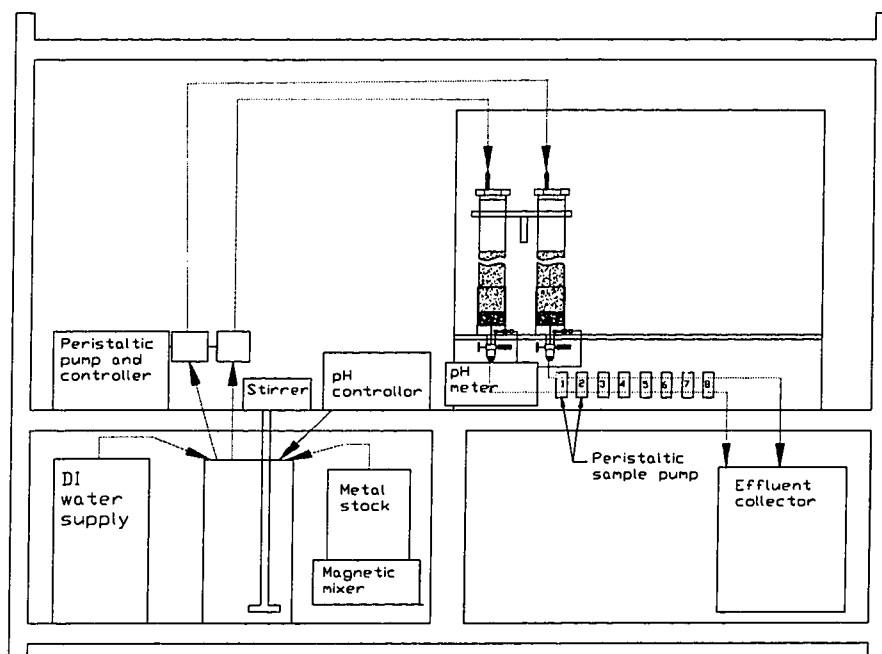 Peristaltic
pump and
controller
Stirrer
pH
controllor
pH
meter
1 2 3 4 5 6 7 8
Peristaltic
sample pump
DI
water
supply
Metal
stock
Magnetic
mixer
Effluent
collector